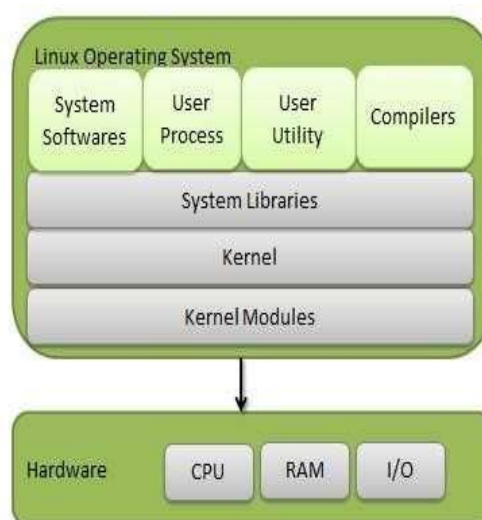 Linux Operating System
System
Softwares
User
Process
User
Utility
Compilers
System Libraries
Kernel
Kernel Modules
Hardware
CPU
RAM
I/O